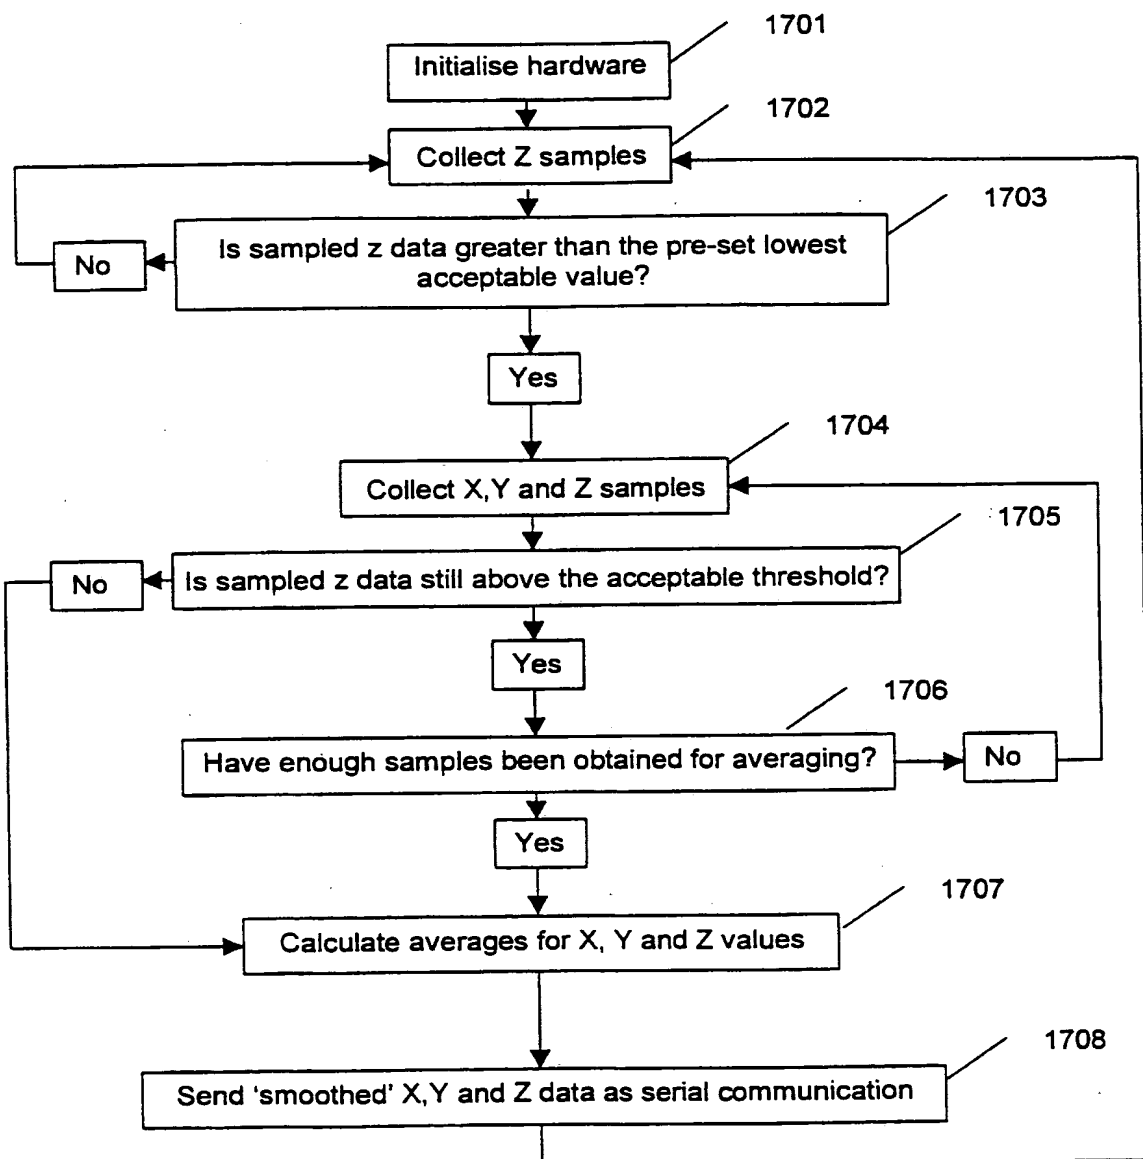 1701
Initialise hardware
1702
Collect Z samples
1703
Is sampled z data greater than the pre-set lowest
acceptable value?
No
Yes
1704
Collect X,Y and Z samples
1705
Is sampled z data still above the acceptable threshold?
No
Yes
1706
Have enough samples been obtained for averaging?
No
Yes
1707
Calculate averages for X, Y and Z values
1708
Send 'smoothed' X,Y and Z data as serial communication